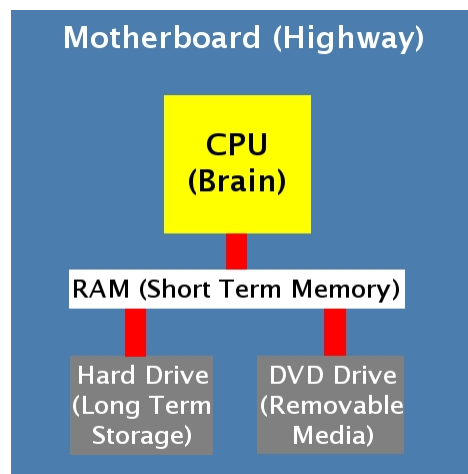 Motherboard (Highway)
CPU
(Brain)
RAM (Short Term Memory)
Hard Drive
(Long Term
Storage)
DVD Drive
(Removable
Media)